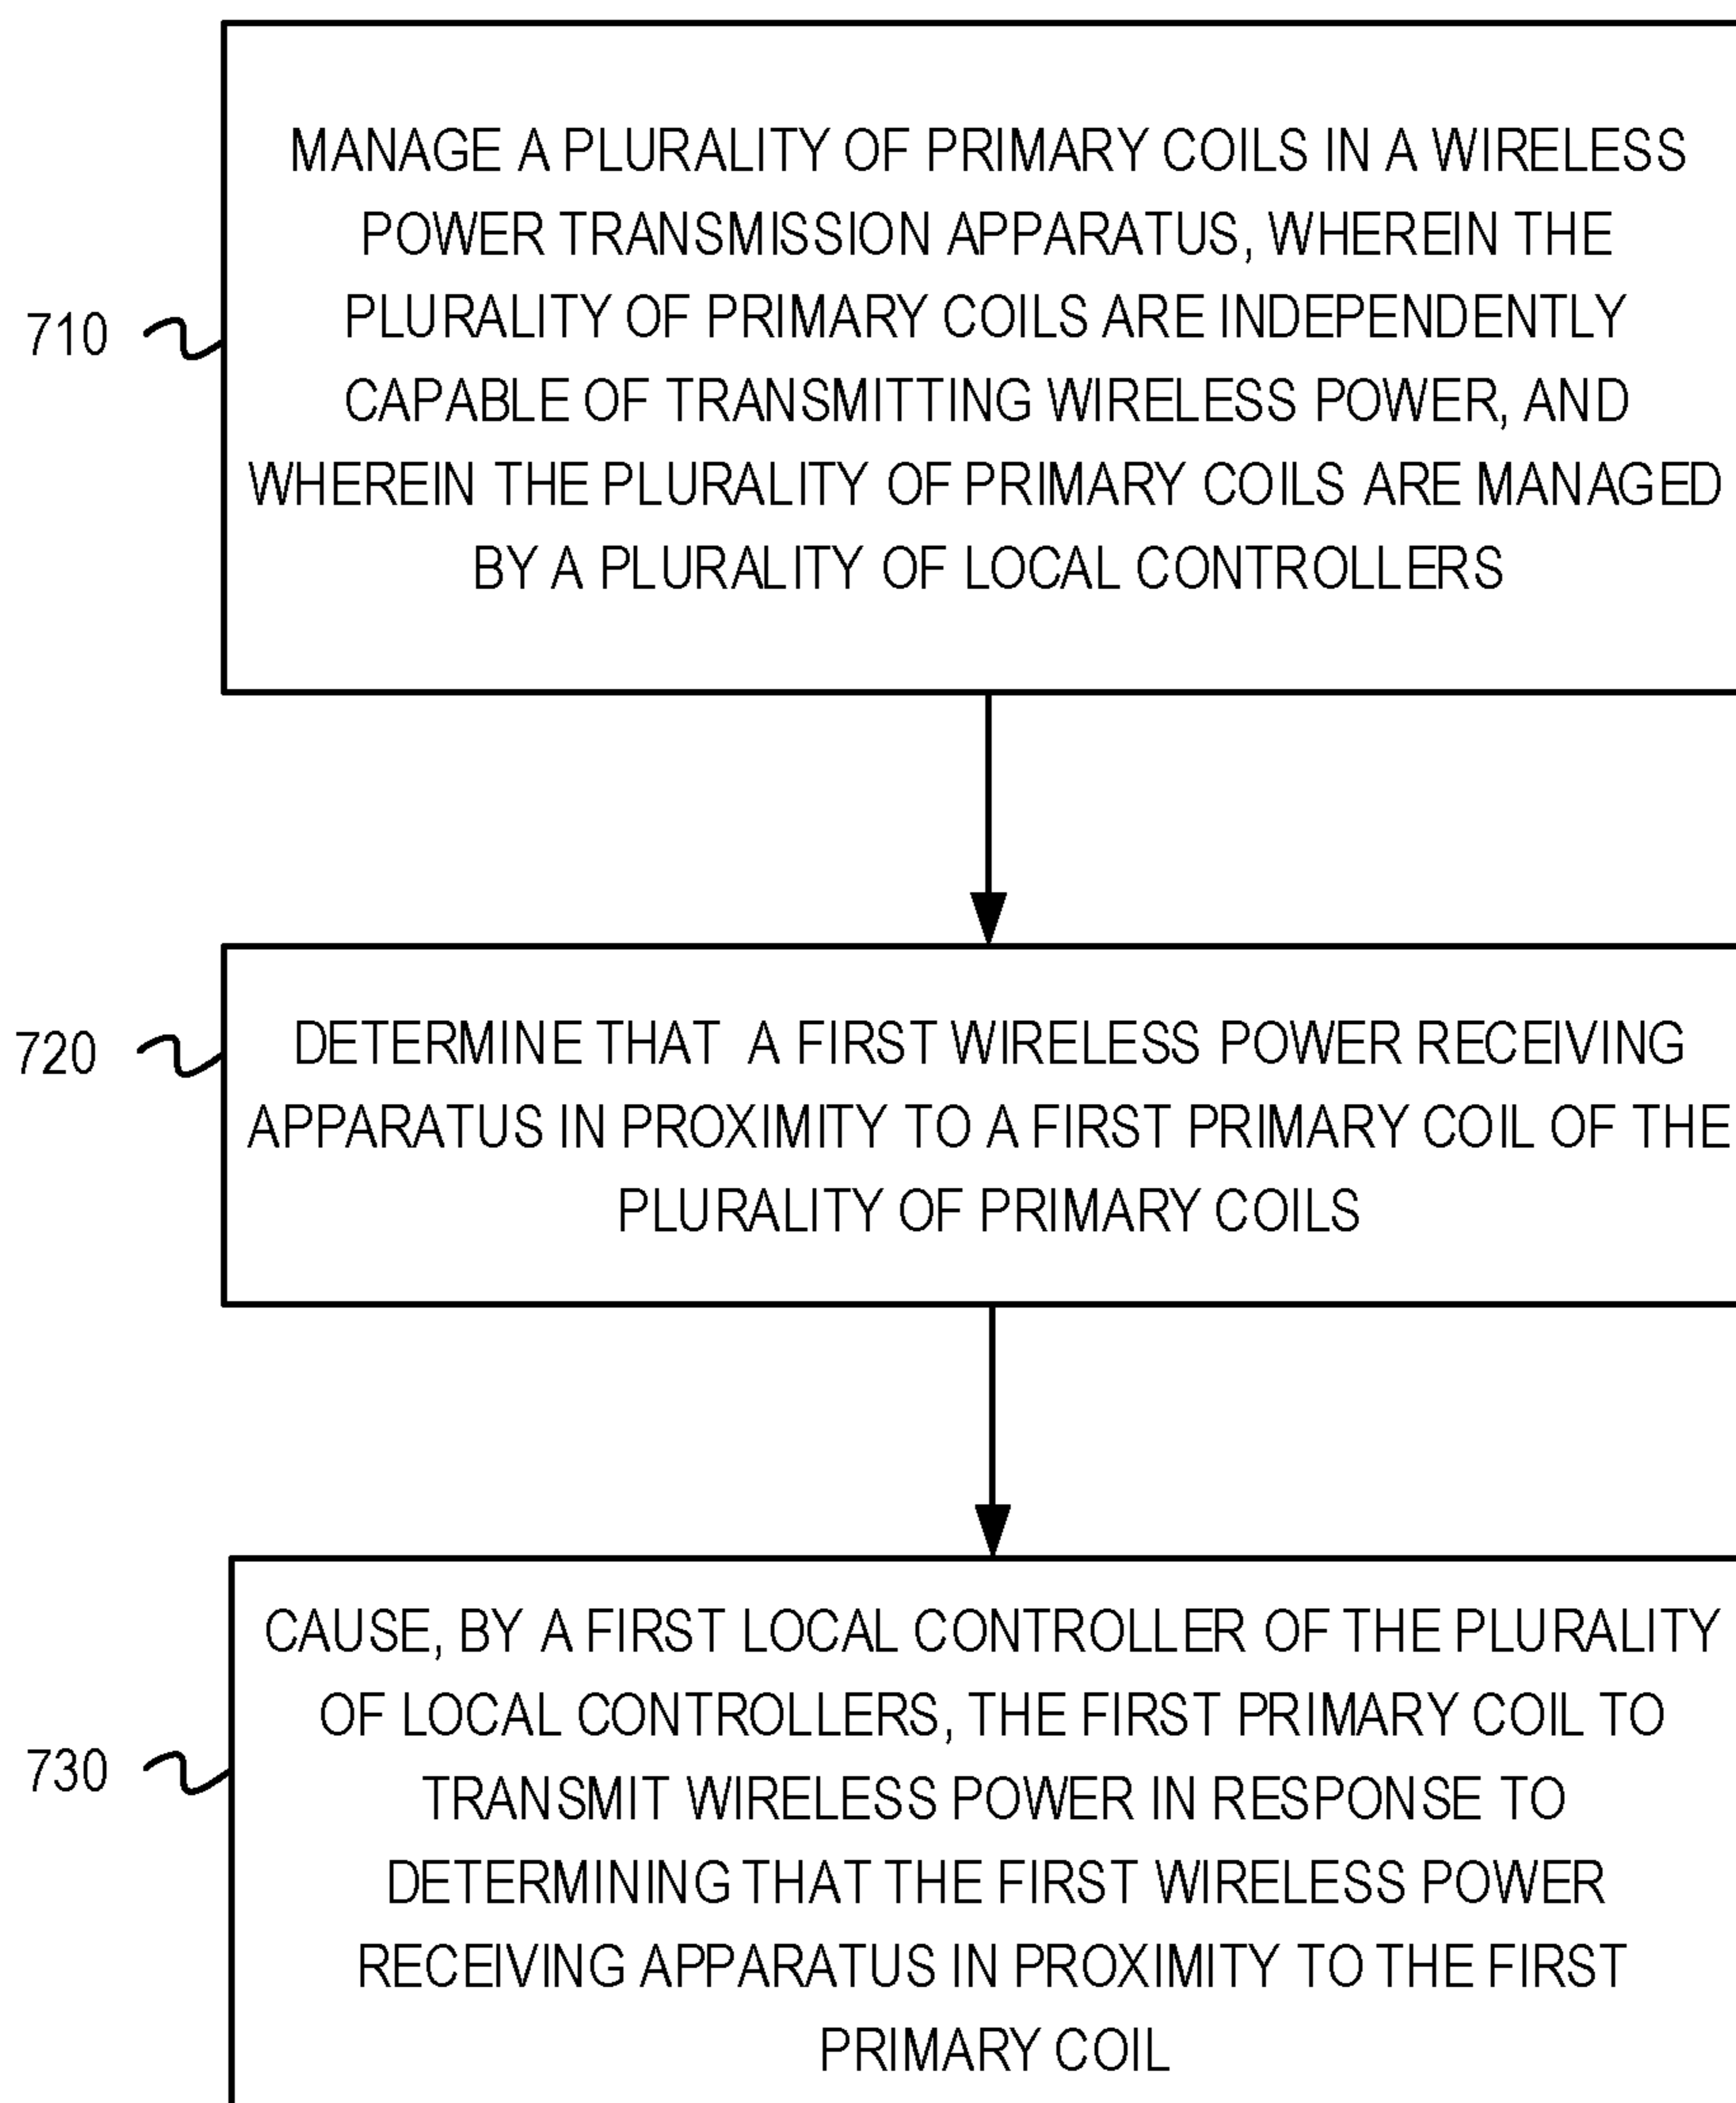 MANAGE A PLURALITY OF PRIMARY COILS IN A WIRELESS
POWER TRANSMISSION APPARATUS, WHEREIN THE
PLURALITY OF PRIMARY COILS ARE INDEPENDENTLY
CAPABLE OF TRANSMITTING WIRELESS POWER, AND
WHEREIN THE PLURALITY OF PRIMARY COILS ARE MANAGED
BY A PLURALITY OF LOCAL CONTROLLERS
710
DETERMINE THAT A FIRST WIRELESS POWER RECEIVING
APPARATUS IN PROXIMITY TO A FIRST PRIMARY COIL OF THE
PLURALITY OF PRIMARY COILS
720
CAUSE, BY A FIRST LOCAL CONTROLLER OF THE PLURALITY
OF LOCAL CONTROLLERS, THE FIRST PRIMARY COIL TO
TRANSMIT WIRELESS POWER IN RESPONSE TO
DETERMINING THAT THE FIRST WIRELESS POWER
RECEIVING APPARATUS IN PROXIMITY TO THE FIRST
PRIMARY COIL
730